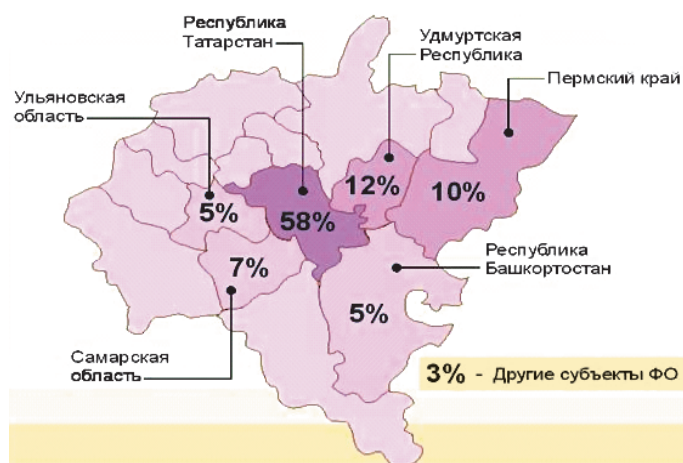 Республика
Татарстан
Удмуртская
Республика
Пермский край
Ульяновская
область
12%
10%
5%
58%
7%
Республика
Башкортостан
5%
Самарская
область
3% - Другие субъекты ФО